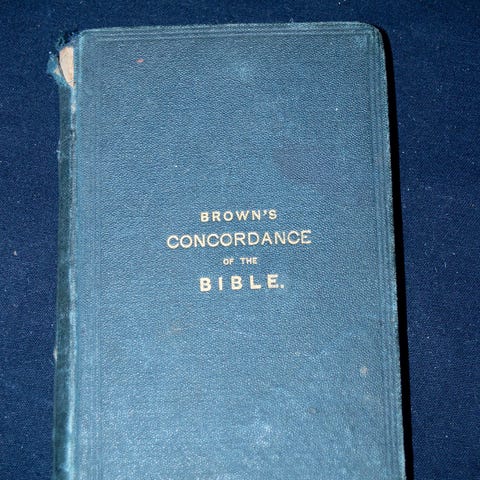 BROWN'S
CONCORDANCE
OF THE
BIBLE.